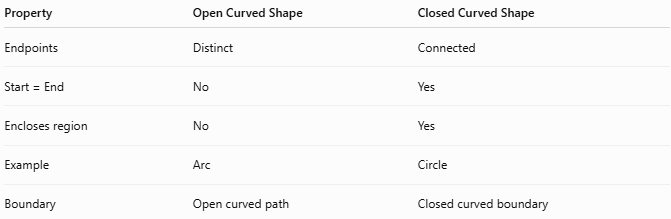 Property Open Curved Shape Closed Curved Shape
Endpoints Distinct Connected
Start = End No Yes
Encloses region No Yes
Example Arc Circle
Boundary Open curved path Closed curved boundary